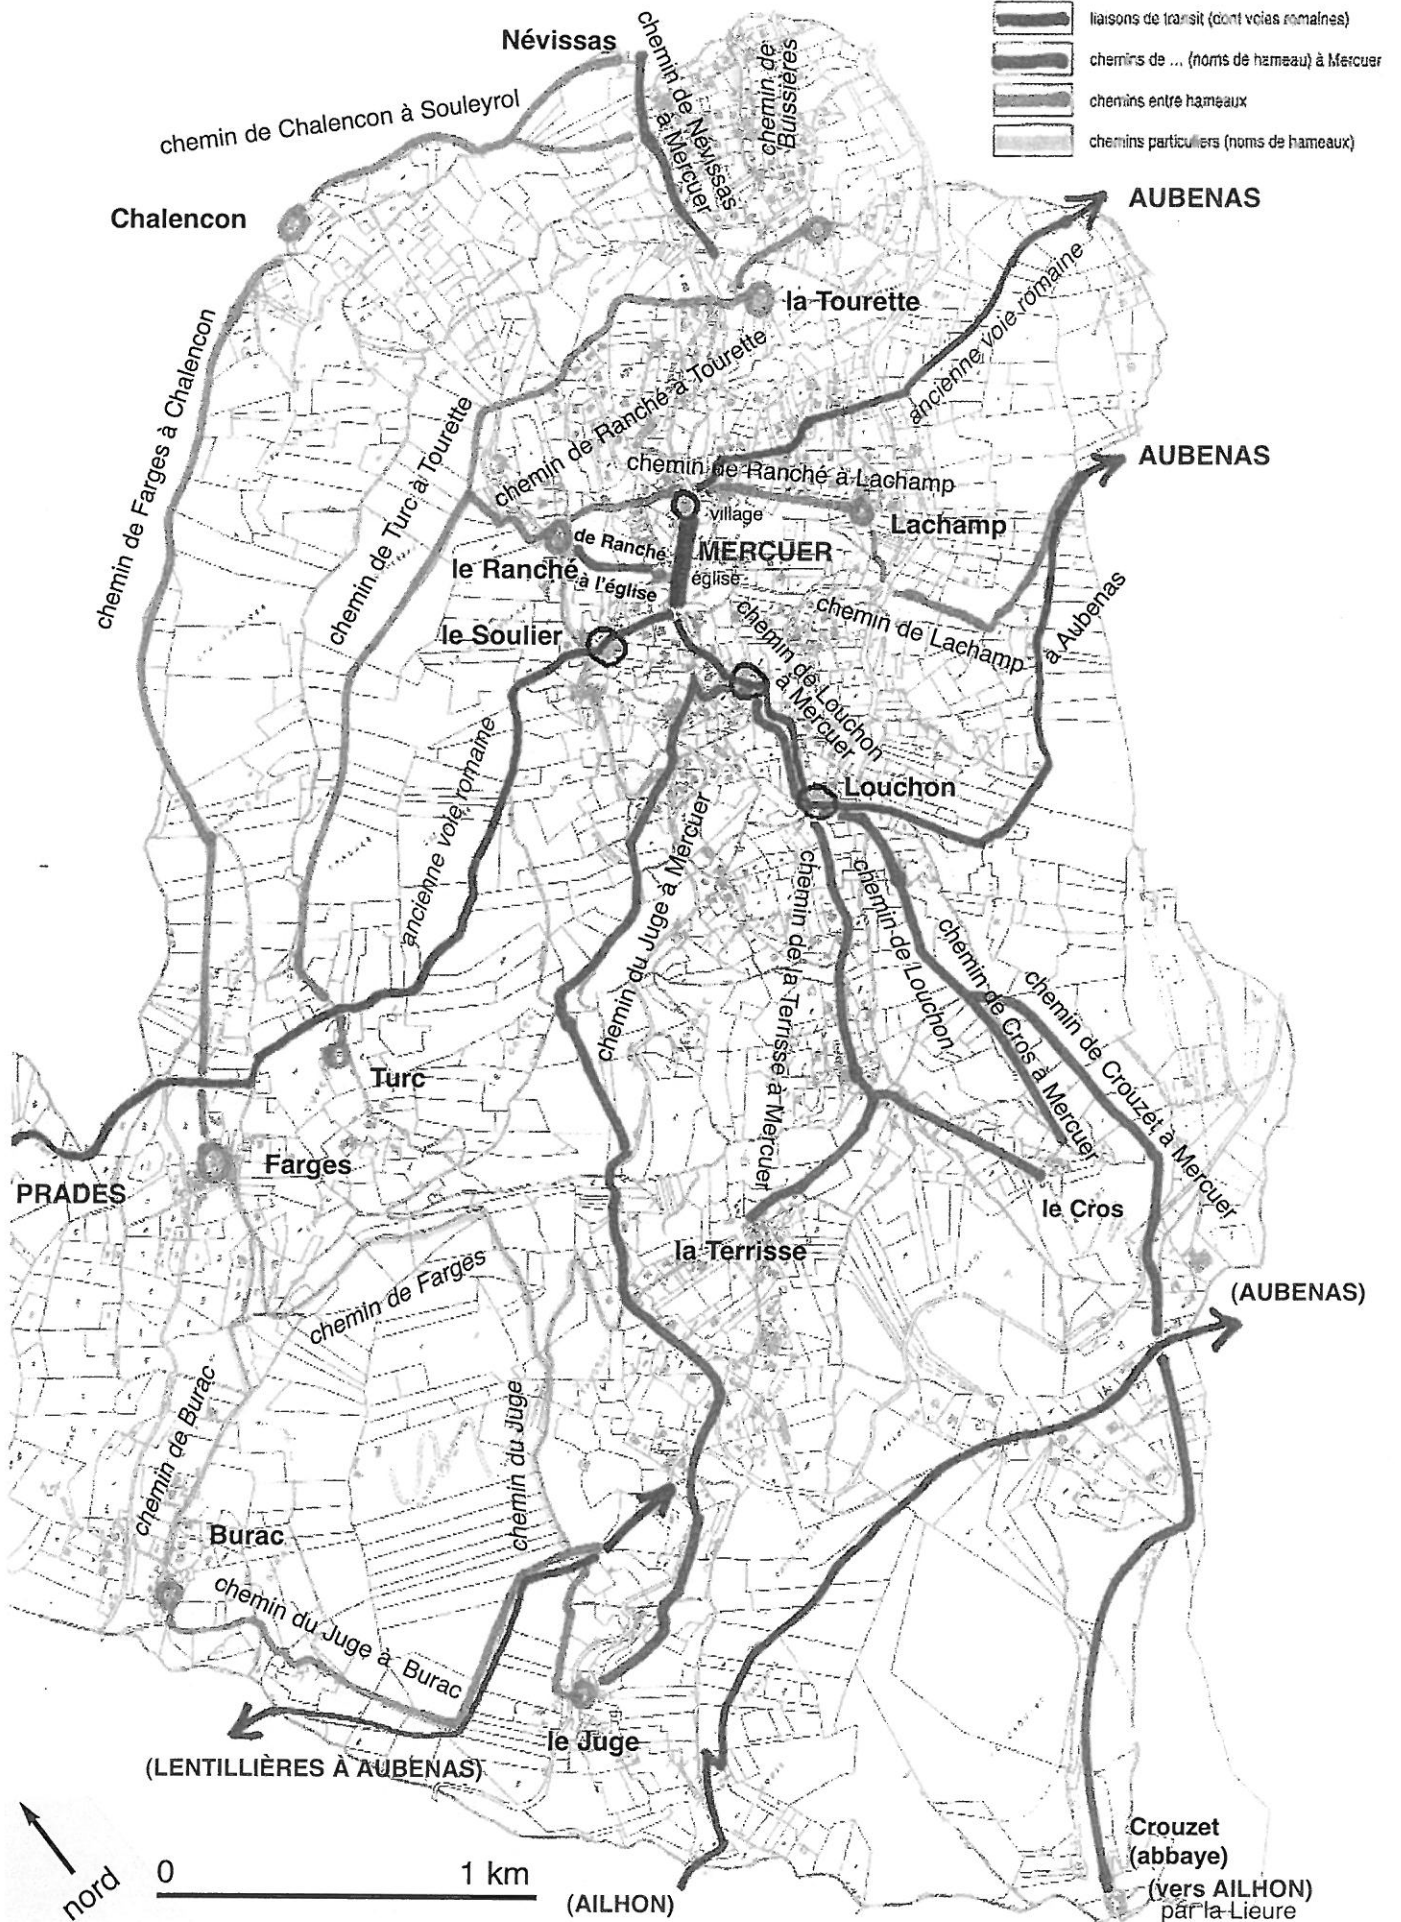 liaisons de transit (dont voies romaines)
chemins de ... (noms de hameau) à Mercuer
chemins entre hameaux
chemins particuliers (noms de hameaux)
Névissas
chemin de Névissas
à Mercuer
chemin de
Buissières
chemin de Chalencon à Souleyrol
Chalencon
AUBENAS
ancienne voie romaine
la Tourette
chemin de Farges à Chalencon
chemin de Turc à Tourette
chemin de Ranché à Tourette
chemin de Ranché à Lachamp
AUBENAS
village
Lachamp
MERCUER
de Ranché
à l'église
le Ranché
église
chemin de Lachamp
à Aubenas
le Soulier
chemin de Louchon
à Mercuer
Louchon
ancienne voie romaine
chemin du Juge à Mercuer
chemin de la Terrisse à Mercuer
chemin de Louchon
chemin de Cros à Mercuer
chemin de Crouzet à Mercuer
Turc
Farges
PRADES
le Cros
la Terrisse
chemin de Farges
(AUBENAS)
chemin de Burac
chemin du Juge
Burac
chemin du Juge à Burac
le Juge
(LENTILLIÈRES À AUBENAS)
nord
0 1 km
(AILHON)
Crouzet
(abbaye)
(vers AILHON)
par la Lieure